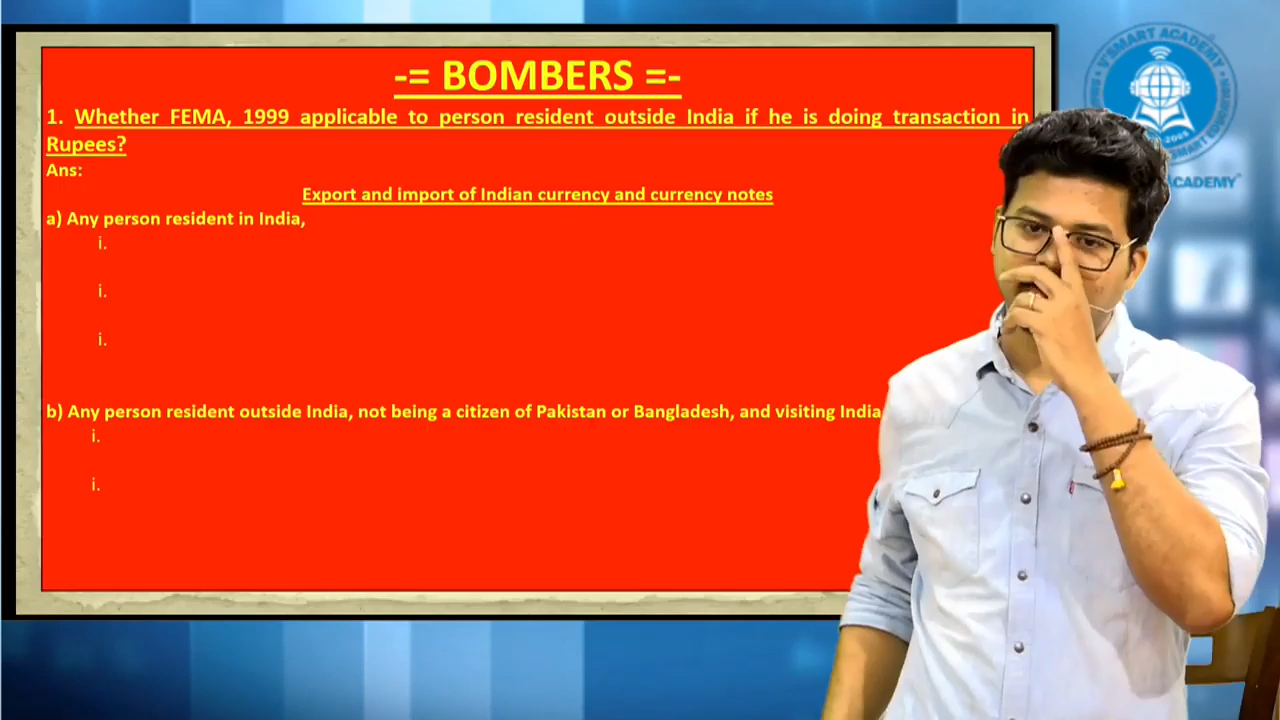 -= BOMBERS =-
1. Whether FEMA, 1999 applicable to person resident outside India if he is doing transaction in
Rupees?
Ans:
Export and import of Indian currency and currency notes
a) Any person resident in India,
i.
i.
i.
b) Any person resident outside India, not being a citizen of Pakistan or Bangladesh, and visiting India
i.
i.
V'SMART ACADEMY
ACADEMY